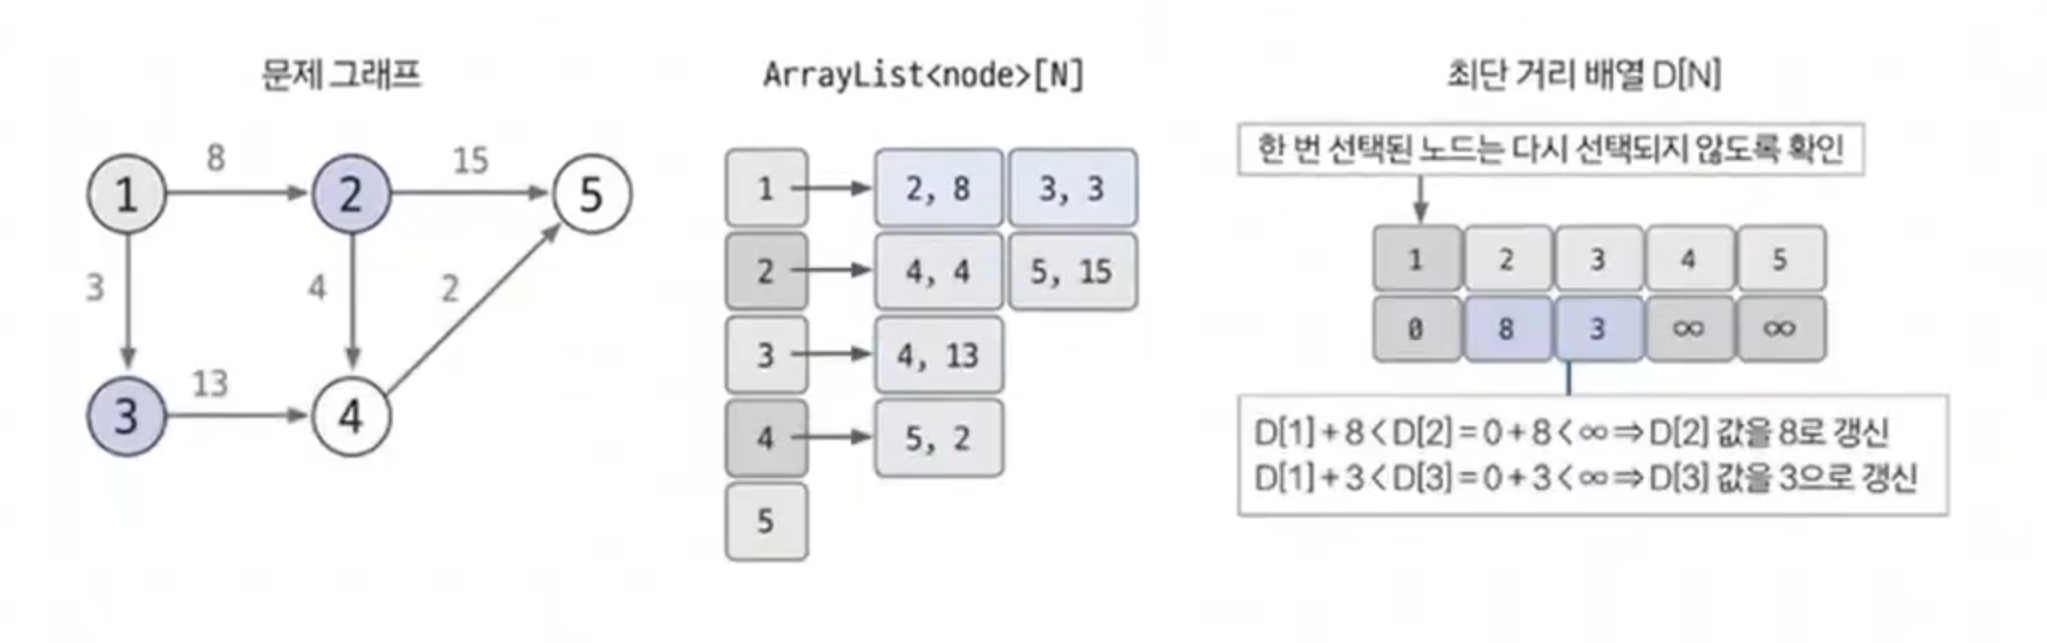 문제 그래프
1
8
2
15
5
3
4
2
3
13
4
ArrayList<node>[N]
1 2, 8 3, 3
2 4, 4 5, 15
3 4, 13
4 5, 2
5
최단 거리 배열 D[N]
한 번 선택된 노드는 다시 선택되지 않도록 확인
1 2 3 4 5
0 8 3 ∞ ∞
D[1] + 8 < D[2] = 0 + 8 < ∞ ⇒ D[2] 값을 8로 갱신
D[1] + 3 < D[3] = 0 + 3 < ∞ ⇒ D[3] 값을 3으로 갱신